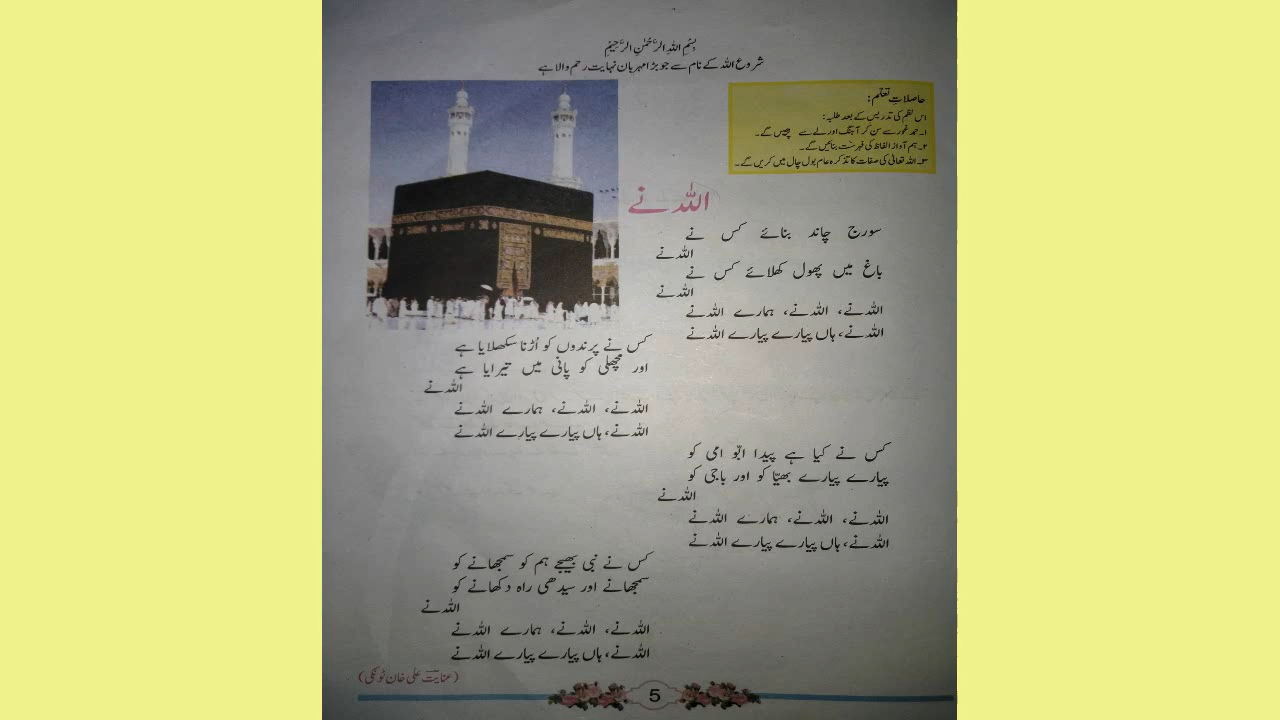 بِسْمِ اللهِ الرَّحْمٰنِ الرَّحِيْمِ
شروع اللہ کے نام سے جو بڑا مہربان نہایت رحم والا ہے
حاصلاتِ تعلّم:
اس نظم کی تدریس کے بعد طلبہ:
۱۔ حمد غور سے سن کر آہنگ اور لے سے پڑھیں گے۔
۲۔ ہم آواز الفاظ کی فہرست بنائیں گے۔
۳۔ اللہ تعالیٰ کی صفات کا تذکرہ عام بول چال میں کریں گے۔
اللہ نے
سورج چاند بنائے کس نے
اللہ نے
باغ میں پھول کھلائے کس نے
اللہ نے
اللہ نے، اللہ نے، ہمارے اللہ نے
اللہ نے، ہاں پیارے پیارے اللہ نے
کس نے پرندوں کو اُڑنا سکھلایا ہے
اور مچھلی کو پانی میں تیرایا ہے
اللہ نے
اللہ نے، اللہ نے، ہمارے اللہ نے
اللہ نے، ہاں پیارے پیارے اللہ نے
کس نے کیا ہے پیدا ابّو امی کو
پیارے پیارے بھیّا کو اور باجی کو
اللہ نے
اللہ نے، اللہ نے، ہمارے اللہ نے
اللہ نے، ہاں پیارے پیارے اللہ نے
کس نے نبی بھیجے ہم کو سمجھانے کو
سمجھانے اور سیدھی راہ دکھانے کو
اللہ نے
اللہ نے، اللہ نے، ہمارے اللہ نے
اللہ نے، ہاں پیارے پیارے اللہ نے
(عنایتؔ علی خان ٹونکی)
5